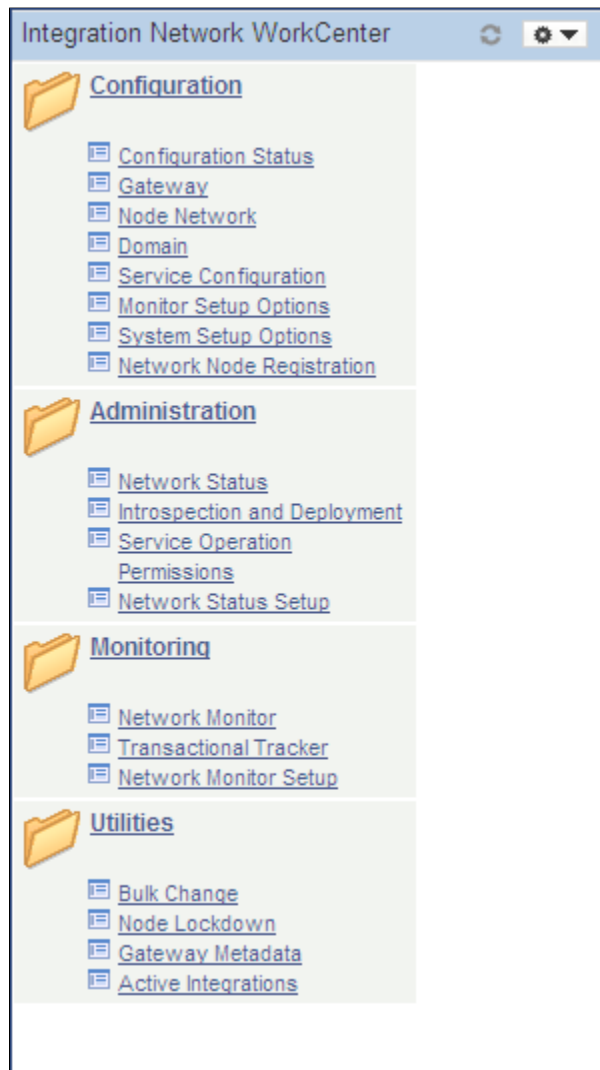 Integration Network WorkCenter
Configuration
Configuration Status
Gateway
Node Network
Domain
Service Configuration
Monitor Setup Options
System Setup Options
Network Node Registration
Administration
Network Status
Introspection and Deployment
Service Operation
Permissions
Network Status Setup
Monitoring
Network Monitor
Transactional Tracker
Network Monitor Setup
Utilities
Bulk Change
Node Lockdown
Gateway Metadata
Active Integrations